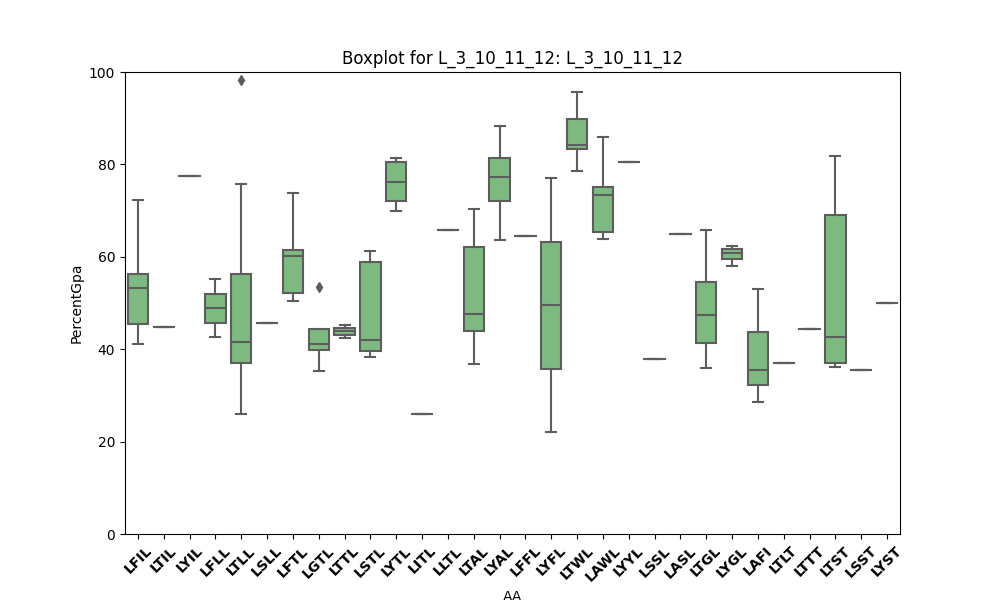 Boxplot for L_3_10_11_12: L_3_10_11_12
PercentGpa
100
80
60
40
20
0
LFIL LTIL LYIL LFLL LTLL LSLL LFTL LGTL LTTL LSTL LYTL LITL LLTL LTAL LYAL LFFL LYFL LTWL LAWL LYYL LSSL LASL LTGL LYGL LAFI LTLT LTTT LTST LSST LYST
AA